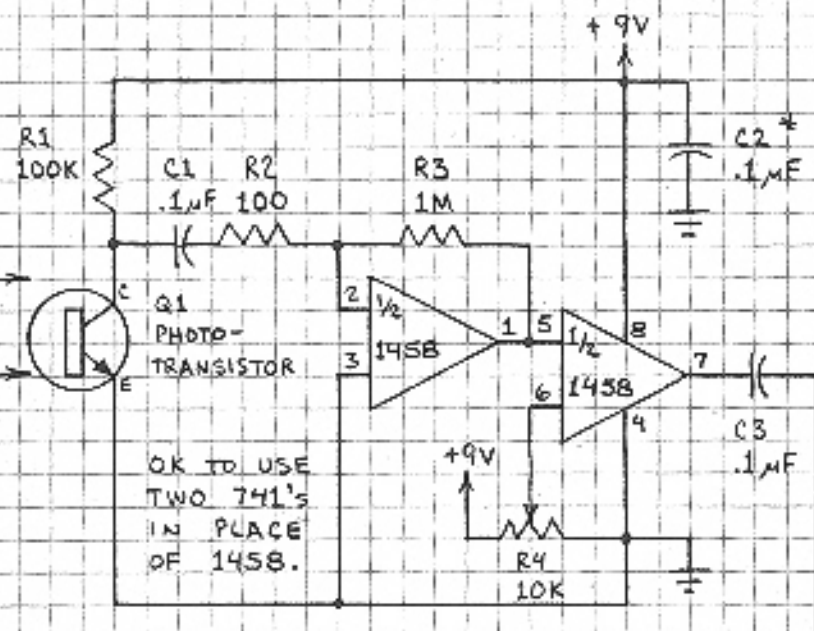 + 9V
R1
100K
C1
.1µF
R2
100
R3
1M
C2 *
.1µF
C
Q1
PHOTO-
TRANSISTOR
E
2
3
1/2
1458
1
5
6
1/2
1458
8
7
4
C3
.1µF
+9V
R4
10K
OK TO USE
TWO 741's
IN PLACE
OF 1458.